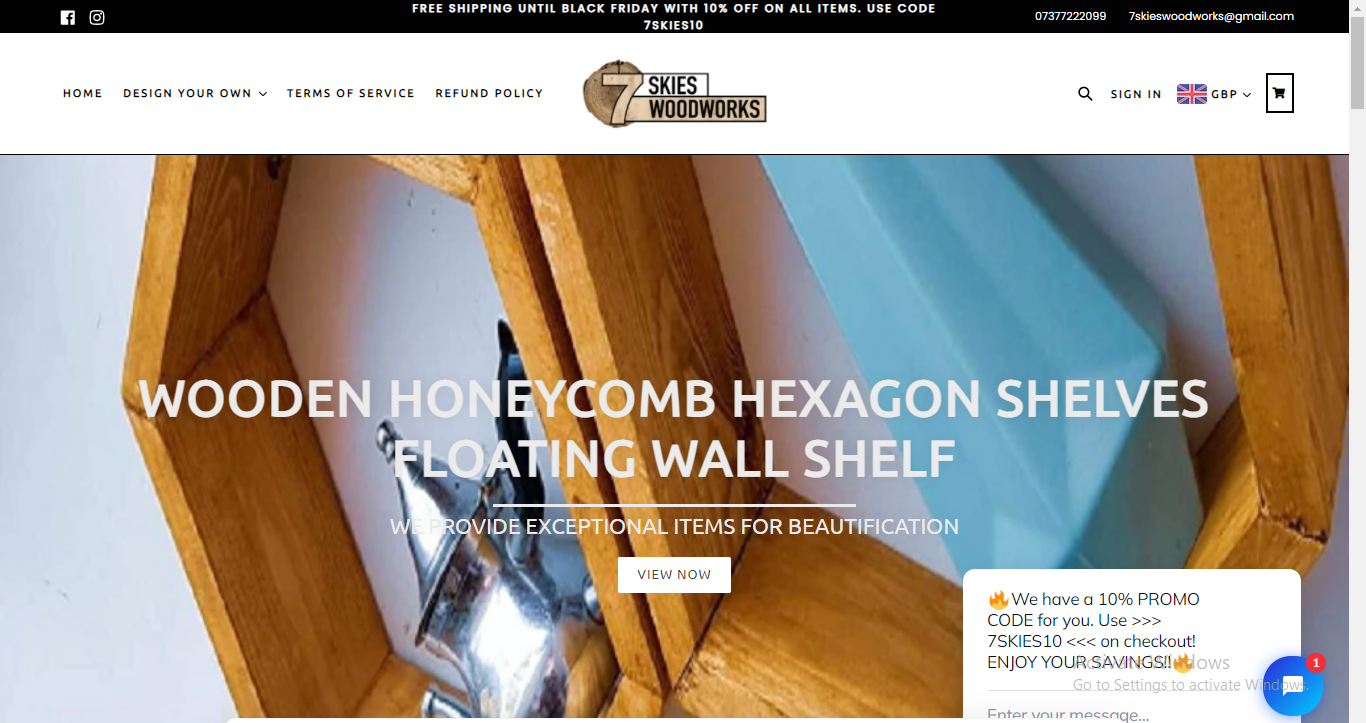 FREE SHIPPING UNTIL BLACK FRIDAY WITH 10% OFF ON ALL ITEMS. USE CODE
7SKIES10
07377222099
7skieswoodworks@gmail.com
HOME
DESIGN YOUR OWN
TERMS OF SERVICE
REFUND POLICY
7 SKIES
WOODWORKS
SIGN IN
GBP
WOODEN HONEYCOMB HEXAGON SHELVES
FLOATING WALL SHELF
WE PROVIDE EXCEPTIONAL ITEMS FOR BEAUTIFICATION
VIEW NOW
🔥We have a 10% PROMO
CODE for you. Use >>>
7SKIES10 <<< on checkout!
ENJOY YOUR SAVINGS!!🔥
Activate Windows
Go to Settings to activate Windows.
1
Enter your message...